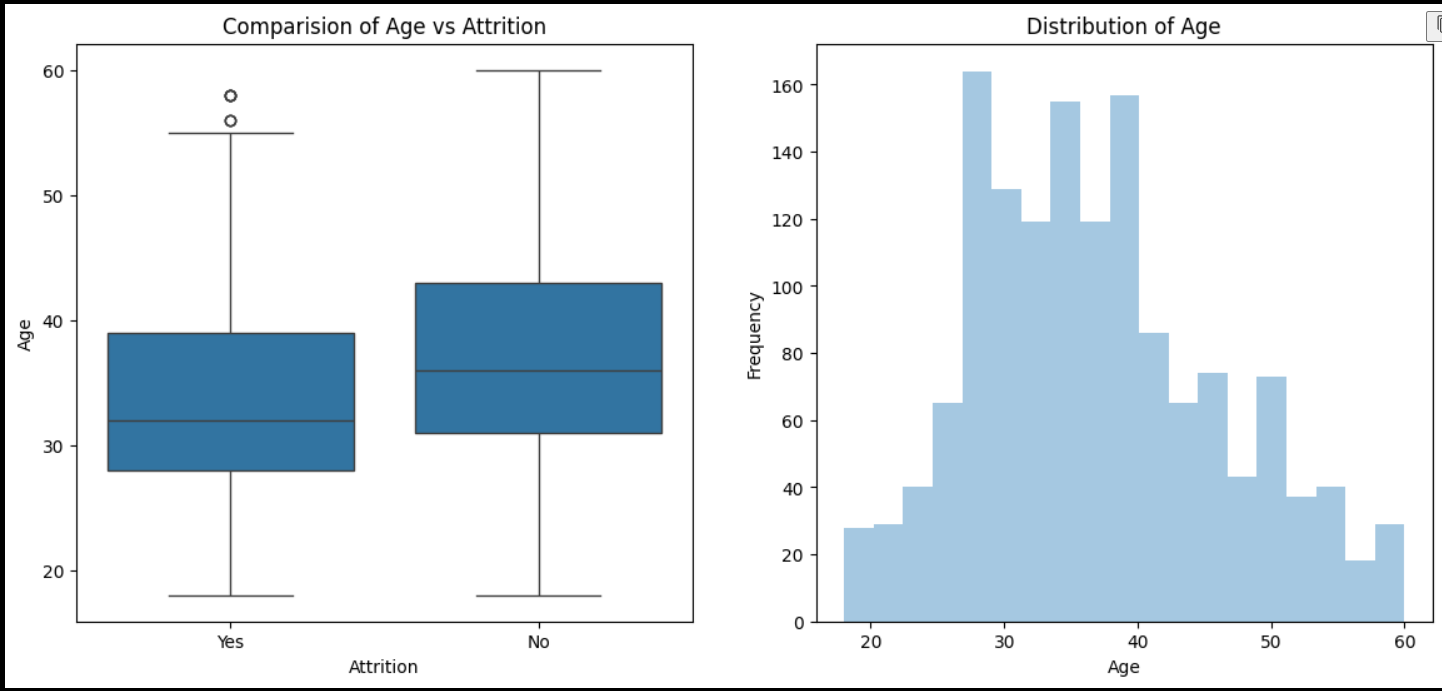 Comparision of Age vs Attrition
60
50
40
30
20
Age
Yes No
Attrition
Distribution of Age
160
140
120
100
80
60
40
20
0
Frequency
20 30 40 50 60
Age